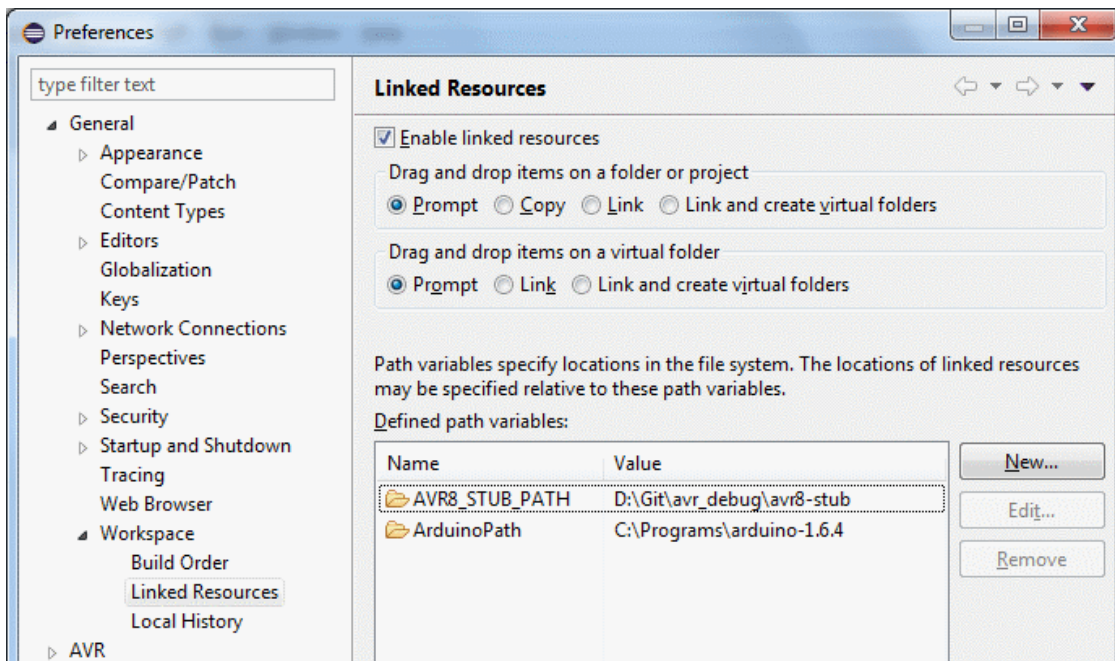 Preferences
type filter text
General
Appearance
Compare/Patch
Content Types
Editors
Globalization
Keys
Network Connections
Perspectives
Search
Security
Startup and Shutdown
Tracing
Web Browser
Workspace
Build Order
Linked Resources
Local History
AVR
Linked Resources
Enable linked resources
Drag and drop items on a folder or project
Prompt Copy Link Link and create virtual folders
Drag and drop items on a virtual folder
Prompt Link Link and create virtual folders
Path variables specify locations in the file system. The locations of linked resources
may be specified relative to these path variables.
Defined path variables:
Name Value
AVR8_STUB_PATH D:\Git\avr_debug\avr8-stub
ArduinoPath C:\Programs\arduino-1.6.4
New...
Edit...
Remove